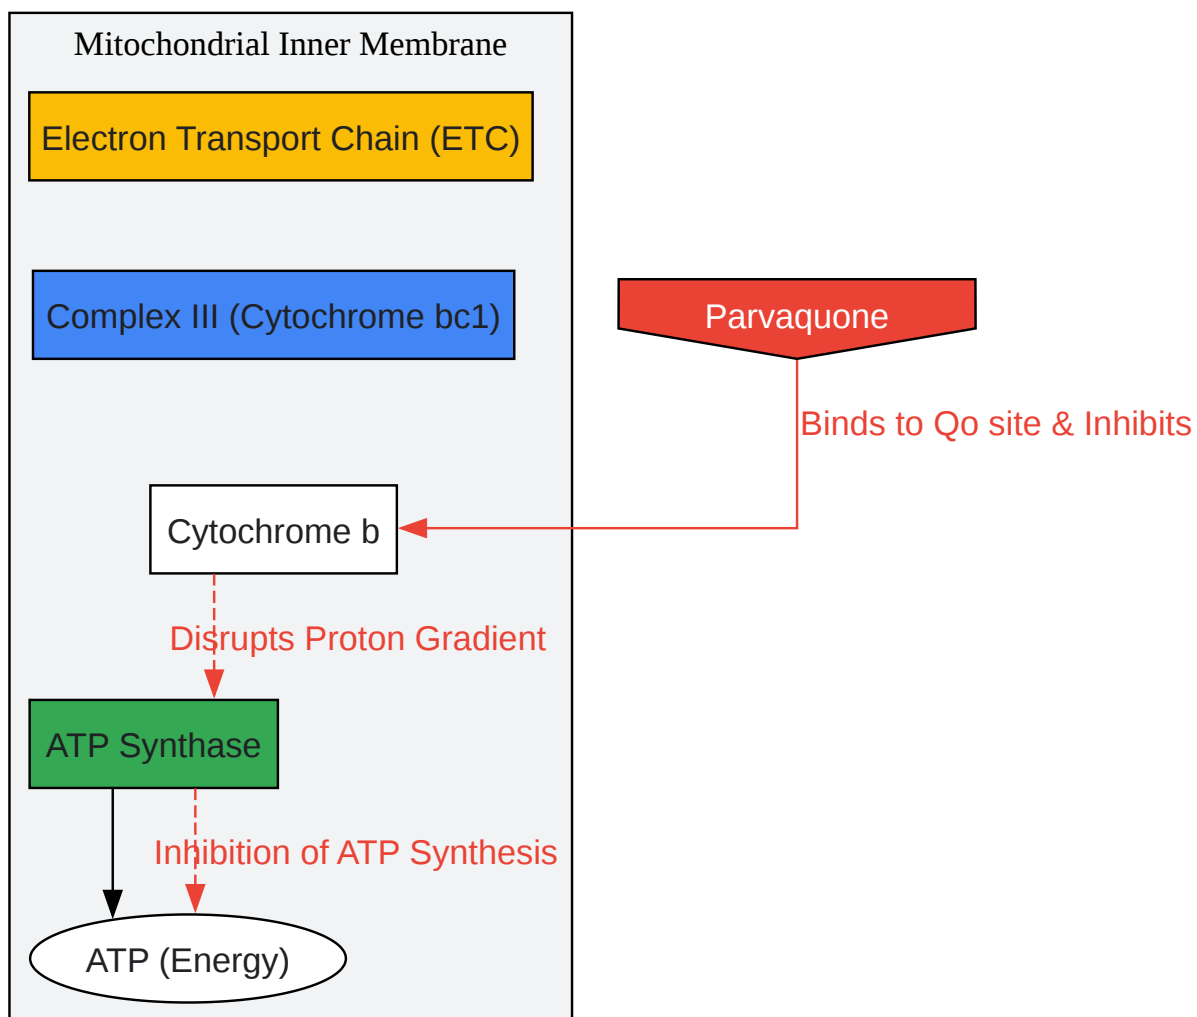 Mitochondrial Inner Membrane
Electron Transport Chain (ETC)
Complex III (Cytochrome bc1)
Parvaquone
Binds to Qo site & Inhibits
Cytochrome b
Disrupts Proton Gradient
ATP Synthase
Inhibition of ATP Synthesis
ATP (Energy)